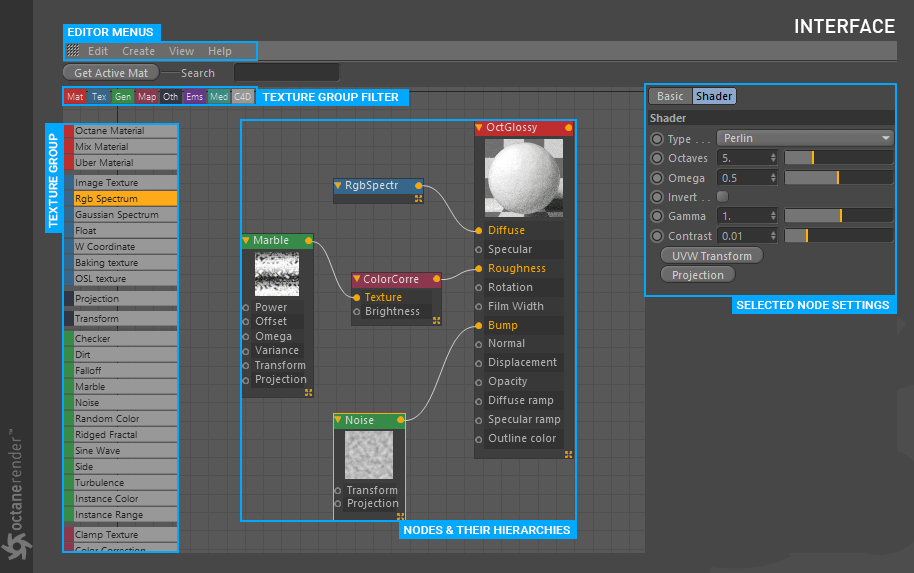 INTERFACE
EDITOR MENUS
Edit Create View Help
Get Active Mat Search
Mat Tex Gen Map Oth Ems Med C4D
TEXTURE GROUP FILTER
TEXTURE GROUP
Octane Material
Mix Material
Uber Material
Image Texture
Rgb Spectrum
Gaussian Spectrum
Float
W Coordinate
Baking texture
OSL texture
Projection
Transform
Checker
Dirt
Falloff
Marble
Noise
Random Color
Ridged Fractal
Sine Wave
Side
Turbulence
Instance Color
Instance Range
Clamp Texture
Color Correction
RgbSpectr
Marble
Power
Offset
Omega
Variance
Transform
Projection
ColorCorre
Texture
Brightness
Noise
Transform
Projection
OctGlossy
Diffuse
Specular
Roughness
Rotation
Film Width
Bump
Normal
Displacement
Opacity
Diffuse ramp
Specular ramp
Outline color
NODES & THEIR HIERARCHIES
Basic Shader
Shader
Type . . . Perlin
Octaves 5.
Omega 0.5
Invert . .
Gamma 1.
Contrast 0.01
UVW Transform
Projection
SELECTED NODE SETTINGS
octanerender™